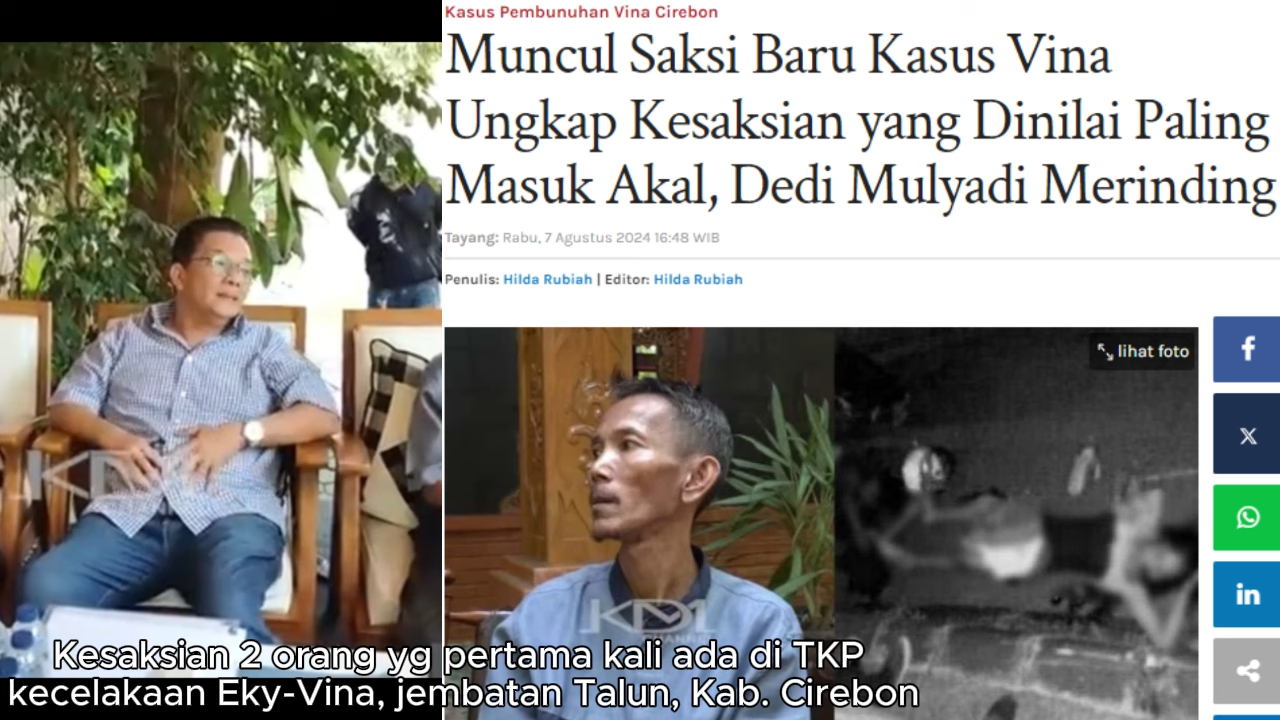 Kasus Pembunuhan Vina Cirebon
Muncul Saksi Baru Kasus Vina
Ungkap Kesaksian yang Dinilai Paling
Masuk Akal, Dedi Mulyadi Merinding
Tayang: Rabu, 7 Agustus 2024 16:48 WIB
Penulis: Hilda Rubiah | Editor: Hilda Rubiah
lihat foto
KDM
KDM
CHANNEL
Kesaksian 2 orang yg pertama kali ada di TKP
kecelakaan Eky-Vina, jembatan Talun, Kab. Cirebon